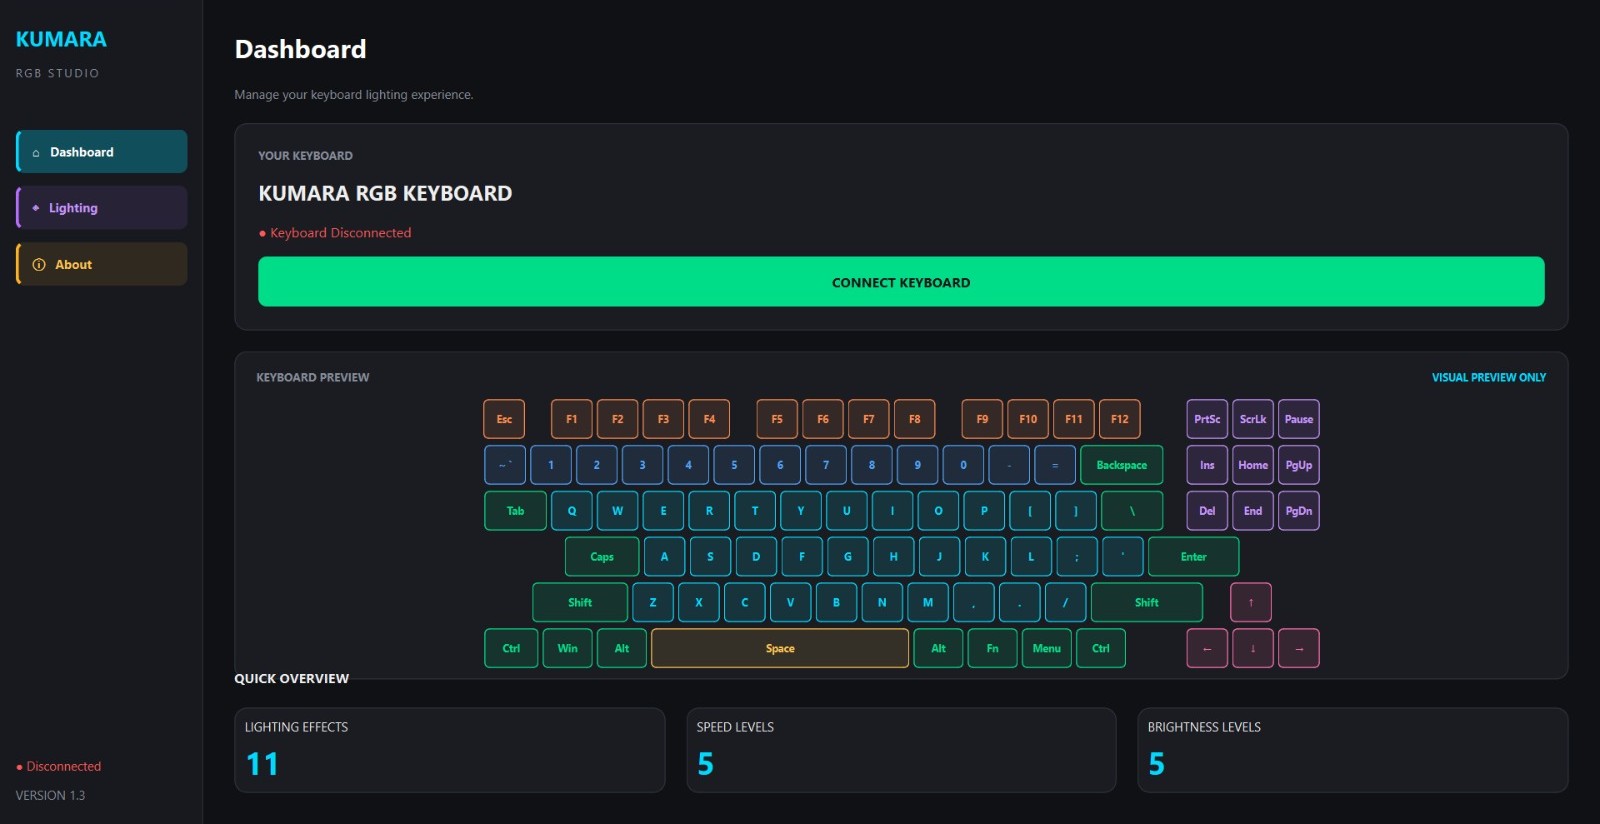 KUMARA
RGB STUDIO
⌂ Dashboard
✦ Lighting
ⓘ About
● Disconnected
VERSION 1.3
Dashboard
Manage your keyboard lighting experience.
YOUR KEYBOARD
KUMARA RGB KEYBOARD
● Keyboard Disconnected
CONNECT KEYBOARD
KEYBOARD PREVIEW
VISUAL PREVIEW ONLY
Esc F1 F2 F3 F4 F5 F6 F7 F8 F9 F10 F11 F12 PrtSc ScrLk Pause
~ ` 1 2 3 4 5 6 7 8 9 0 - = Backspace Ins Home PgUp
Tab Q W E R T Y U I O P [ ] \ Del End PgDn
Caps A S D F G H J K L ; ' Enter
Shift Z X C V B N M , . / Shift ↑
Ctrl Win Alt Space Alt Fn Menu Ctrl ← ↓ →
QUICK OVERVIEW
LIGHTING EFFECTS
11
SPEED LEVELS
5
BRIGHTNESS LEVELS
5